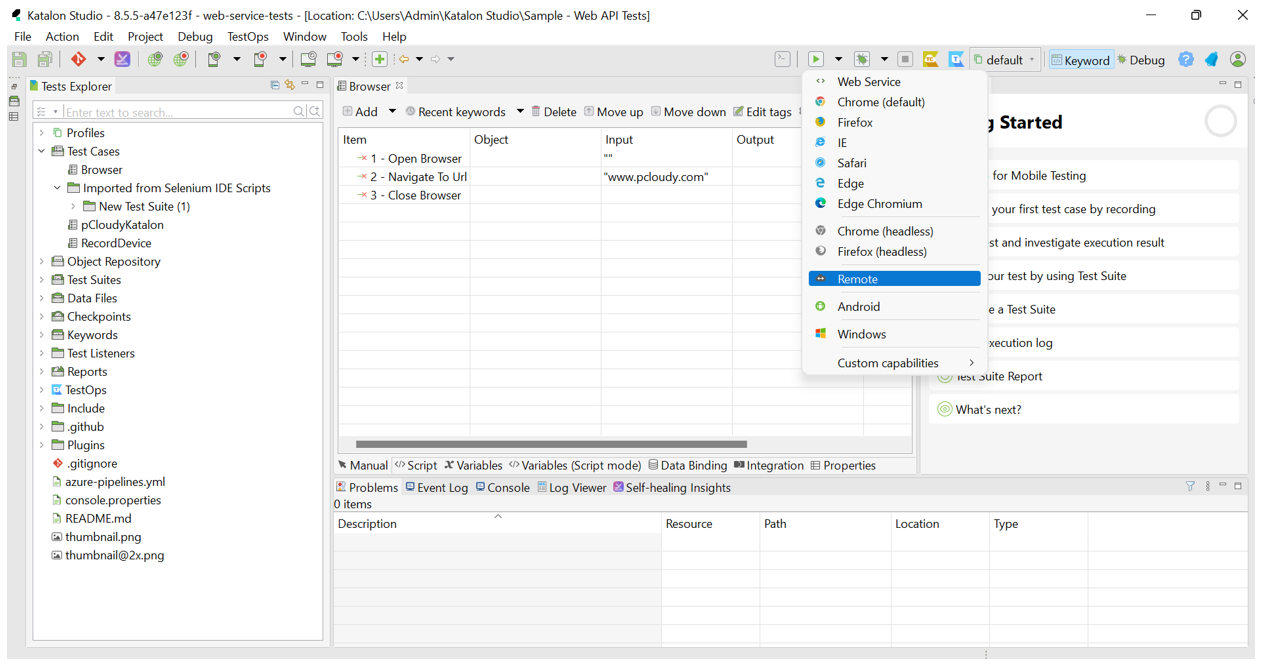 Katalon Studio - 8.5.5-a47e123f - web-service-tests - [Location: C:\Users\Admin\Katalon Studio\Sample - Web API Tests]
File Action Edit Project Debug TestOps Window Tools Help
default Keyword Debug
Tests Explorer
Enter text to search...
Profiles
Test Cases
Browser
Imported from Selenium IDE Scripts
New Test Suite (1)
pCloudyKatalon
RecordDevice
Object Repository
Test Suites
Data Files
Checkpoints
Keywords
Test Listeners
Reports
TestOps
Include
.github
Plugins
.gitignore
azure-pipelines.yml
console.properties
README.md
thumbnail.png
thumbnail@2x.png
Browser
Add Recent keywords Delete Move up Move down Edit tags
Item Object Input Output
1 - Open Browser ""
2 - Navigate To Url "www.pcloudy.com"
3 - Close Browser
Manual Script Variables Variables (Script mode) Data Binding Integration Properties
Web Service
Chrome (default)
Firefox
IE
Safari
Edge
Edge Chromium
Chrome (headless)
Firefox (headless)
Remote
Android
Windows
Custom capabilities
g Started
for Mobile Testing
your first test case by recording
st and investigate execution result
our test by using Test Suite
e a Test Suite
xecution log
Test Suite Report
What's next?
Problems Event Log Console Log Viewer Self-healing Insights
0 items
Description Resource Path Location Type